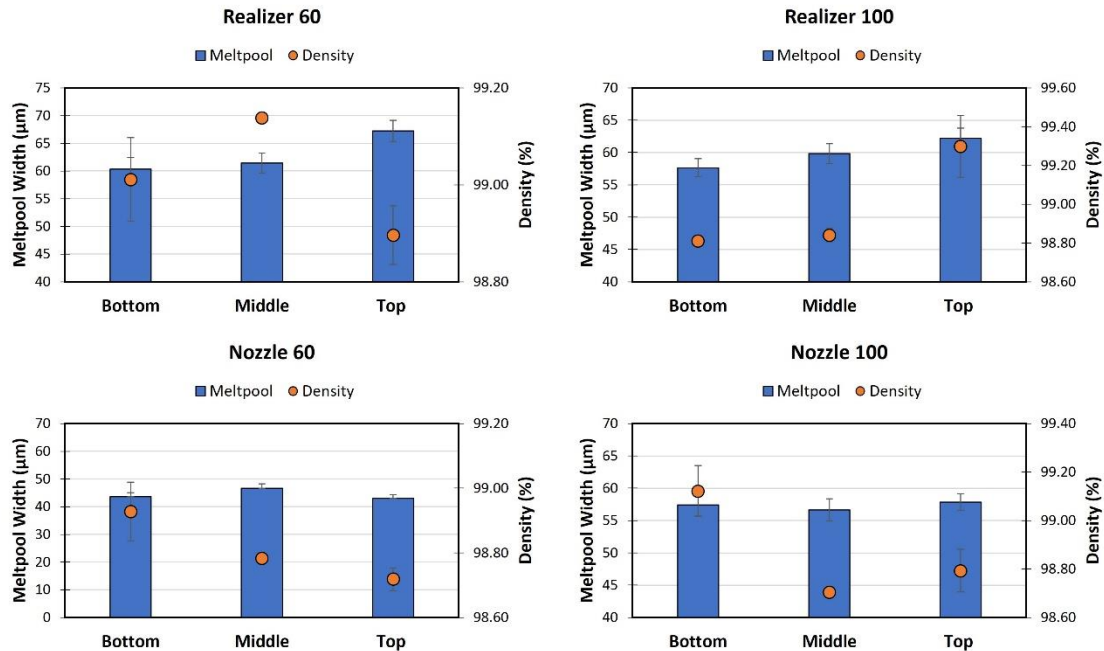 Realizer 60
Meltpool Density
Meltpool Width (µm)
75
70
65
60
55
50
45
40
99.20
99.00
98.80
Density (%)
Bottom Middle Top
Realizer 100
Meltpool Density
Meltpool Width (µm)
70
65
60
55
50
45
40
99.60
99.40
99.20
99.00
98.80
98.60
Density (%)
Bottom Middle Top
Nozzle 60
Meltpool Density
Meltpool Width (µm)
70
60
50
40
30
20
10
0
99.20
99.00
98.80
98.60
Density (%)
Bottom Middle Top
Nozzle 100
Meltpool Density
Meltpool Width (µm)
70
65
60
55
50
45
40
99.40
99.20
99.00
98.80
98.60
Density (%)
Bottom Middle Top